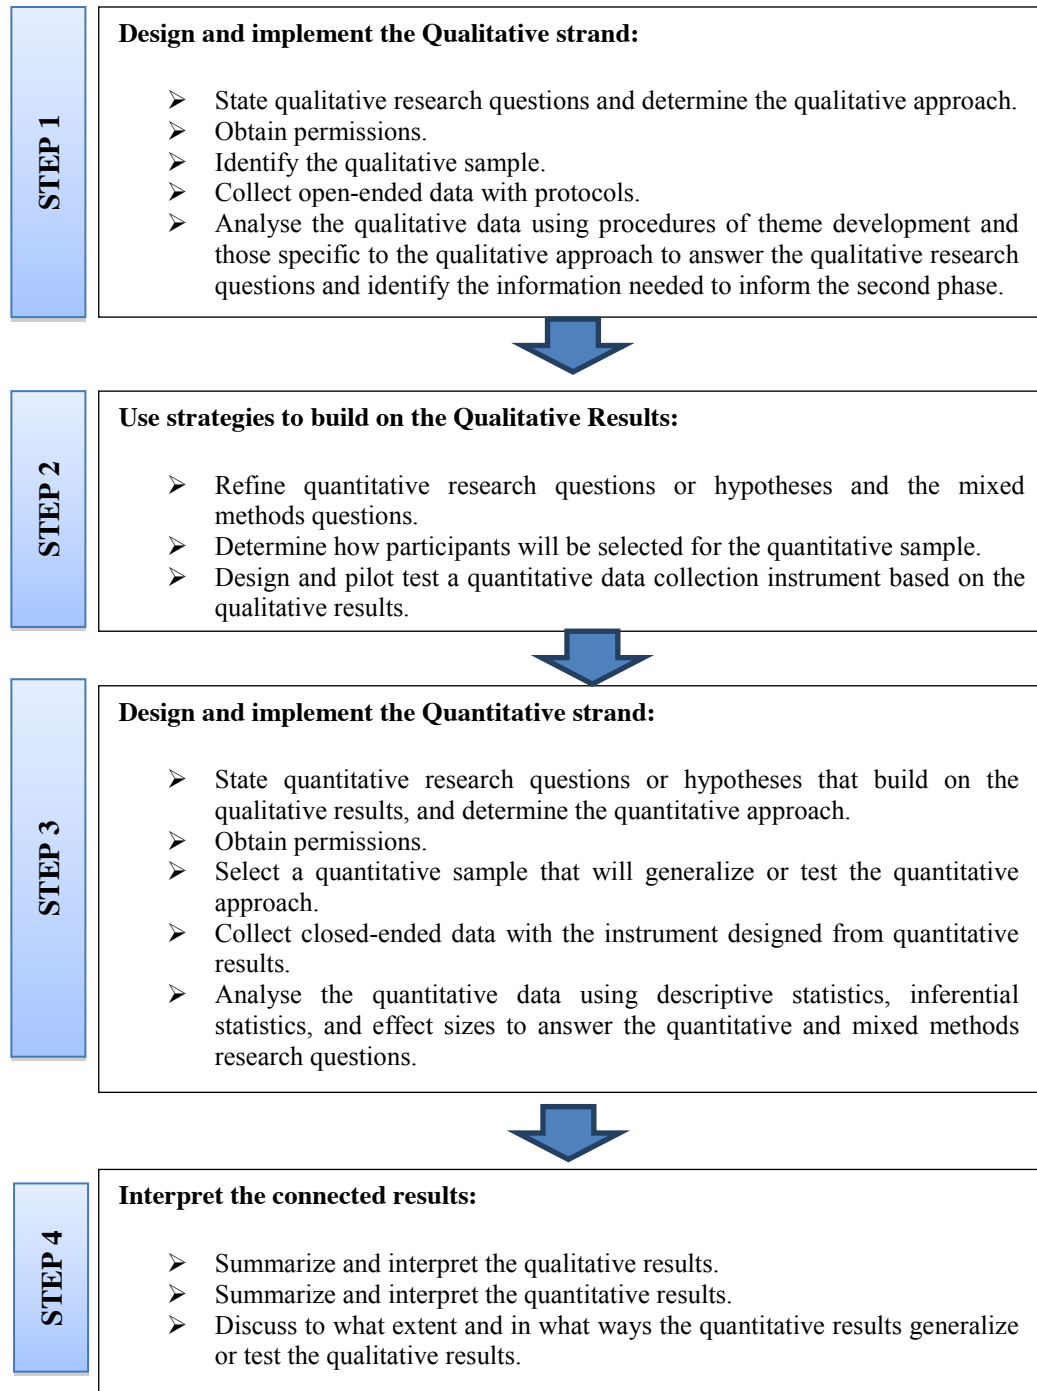 STEP 1
Design and implement the Qualitative strand:
➢ State qualitative research questions and determine the qualitative approach.
➢ Obtain permissions.
➢ Identify the qualitative sample.
➢ Collect open-ended data with protocols.
➢ Analyse the qualitative data using procedures of theme development and
those specific to the qualitative approach to answer the qualitative research
questions and identify the information needed to inform the second phase.
STEP 2
Use strategies to build on the Qualitative Results:
➢ Refine quantitative research questions or hypotheses and the mixed
methods questions.
➢ Determine how participants will be selected for the quantitative sample.
➢ Design and pilot test a quantitative data collection instrument based on the
qualitative results.
STEP 3
Design and implement the Quantitative strand:
➢ State quantitative research questions or hypotheses that build on the
qualitative results, and determine the quantitative approach.
➢ Obtain permissions.
➢ Select a quantitative sample that will generalize or test the quantitative
approach.
➢ Collect closed-ended data with the instrument designed from quantitative
results.
➢ Analyse the quantitative data using descriptive statistics, inferential
statistics, and effect sizes to answer the quantitative and mixed methods
research questions.
STEP 4
Interpret the connected results:
➢ Summarize and interpret the qualitative results.
➢ Summarize and interpret the quantitative results.
➢ Discuss to what extent and in what ways the quantitative results generalize
or test the qualitative results.